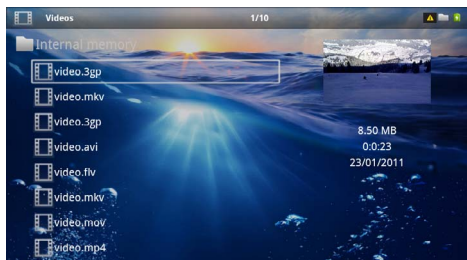 Videos
1/10
Internal memory
video.3gp
video.mkv
video.3gp
video.avi
video.flv
video.mkv
video.mov
video.mp4
8.50 MB
0:0:23
23/01/2011